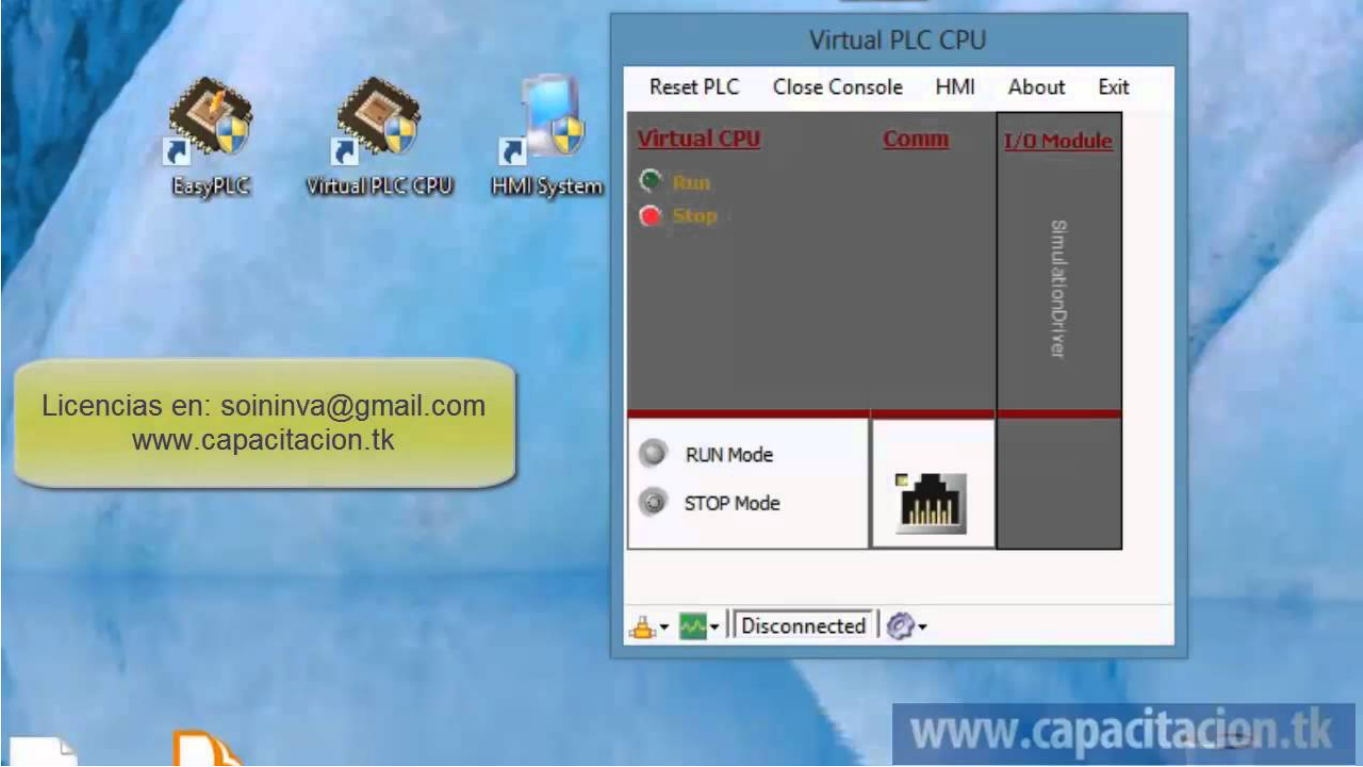 Virtual PLC CPU
Reset PLC Close Console HMI About Exit
Virtual CPU Comm I/O Module
Run
Stop
SimulationDriver
EasyPLC Virtual PLC CPU HMI System
Licencias en: soininva@gmail.com
www.capacitacion.tk
RUN Mode
STOP Mode
Disconnected
www.capacitacion.tk